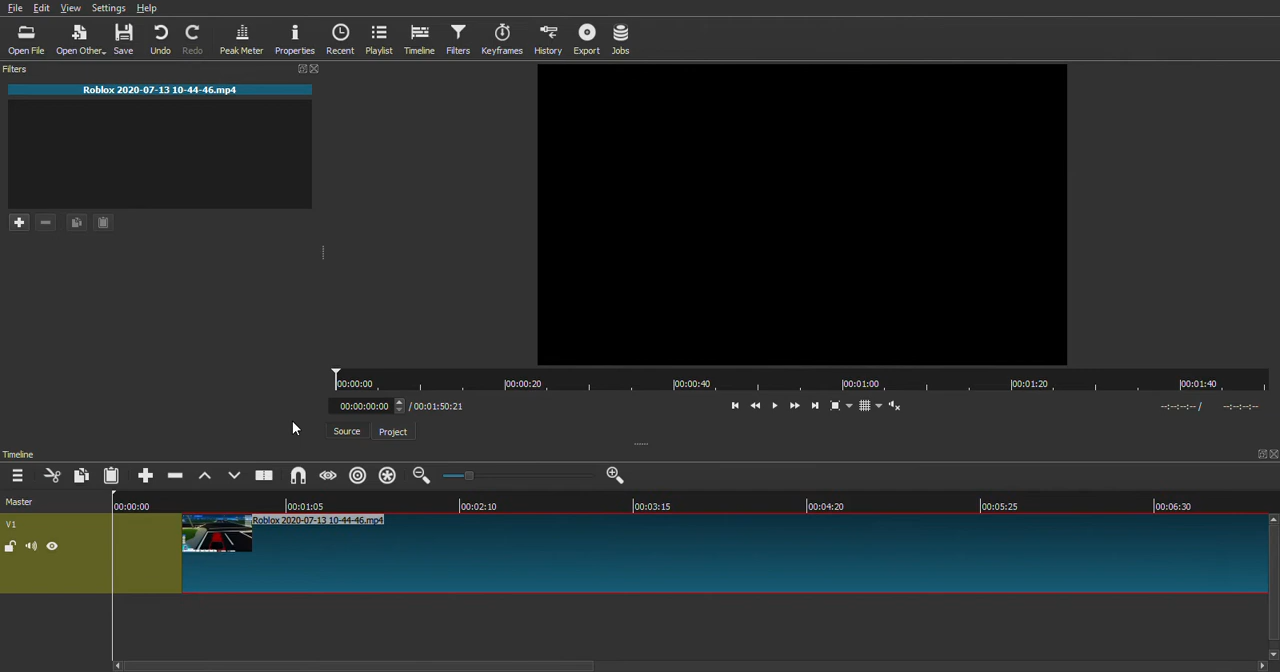 File Edit View Settings Help
Open File Open Other... Save Undo Redo Peak Meter Properties Recent Playlist Timeline Filters Keyframes History Export Jobs
Filters
Roblox 2020-07-13 10-44-46.mp4
00:00:00 00:00:20 00:00:40 00:01:00 00:01:20 00:01:40
00:00:00:00 / 00:01:50:21 --:--:--:-- / --:--:--:--
Source Project
Timeline
Master 00:00:00 00:01:05 00:02:10 00:03:15 00:04:20 00:05:25 00:06:30
V1 Roblox 2020-07-13 10-44-46.mp4